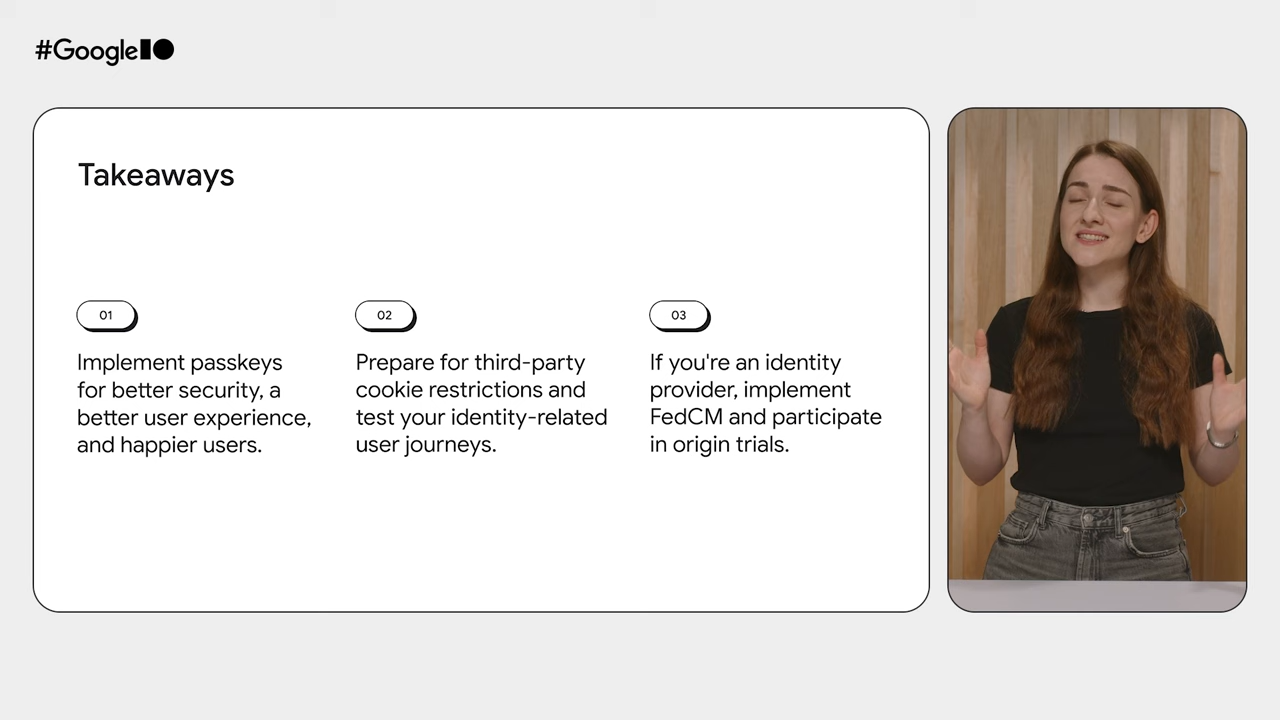 #GoogleIO
Takeaways
01
Implement passkeys
for better security, a
better user experience,
and happier users.
02
Prepare for third-party
cookie restrictions and
test your identity-related
user journeys.
03
If you're an identity
provider, implement
FedCM and participate
in origin trials.